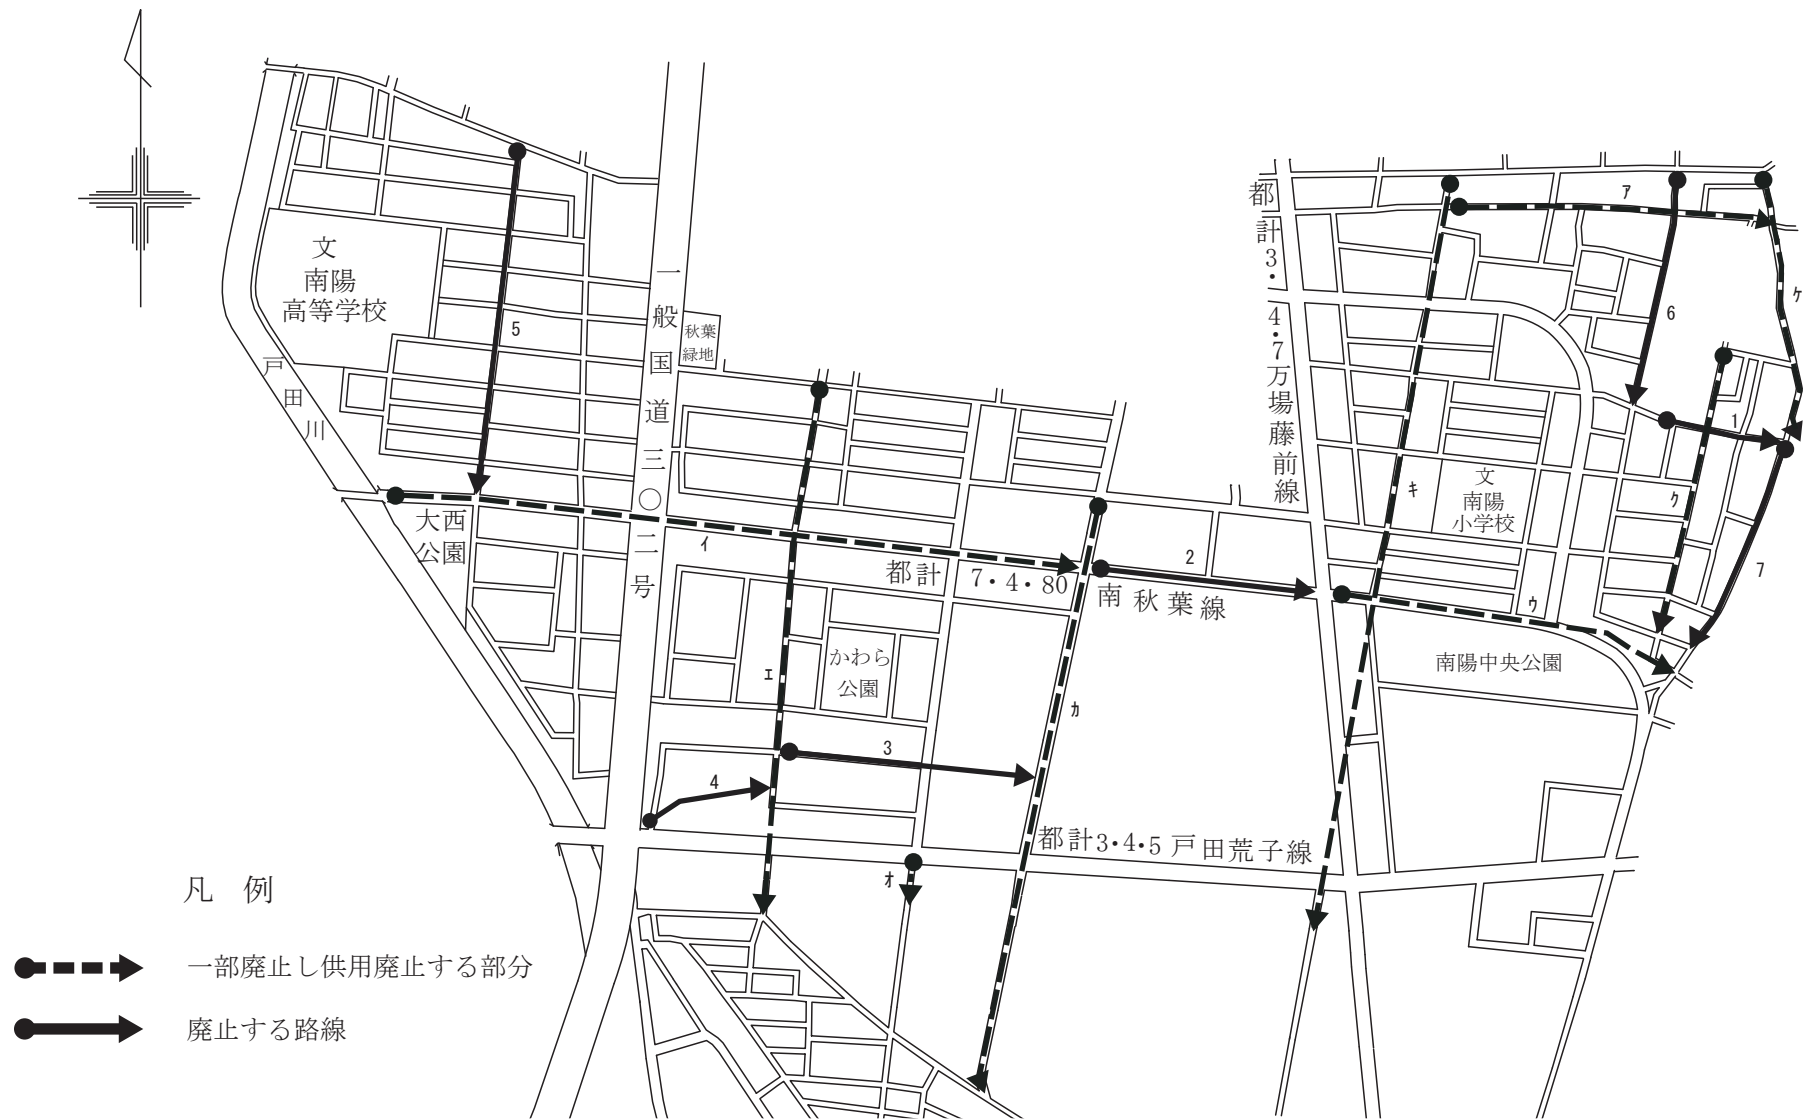 文
南陽
高等学校
戸田川
大西
公園
一般国道三〇二号
秋葉
緑地
都計3・4・7万場藤前線
文
南陽
小学校
都計 7・4・80 南秋葉線
かわら
公園
南陽中央公園
都計3・4・5戸田荒子線
ア
イ
ウ
エ
オ
カ
キ
ク
ケ
1
2
3
4
5
6
7
凡 例
一部廃止し供用廃止する部分
廃止する路線